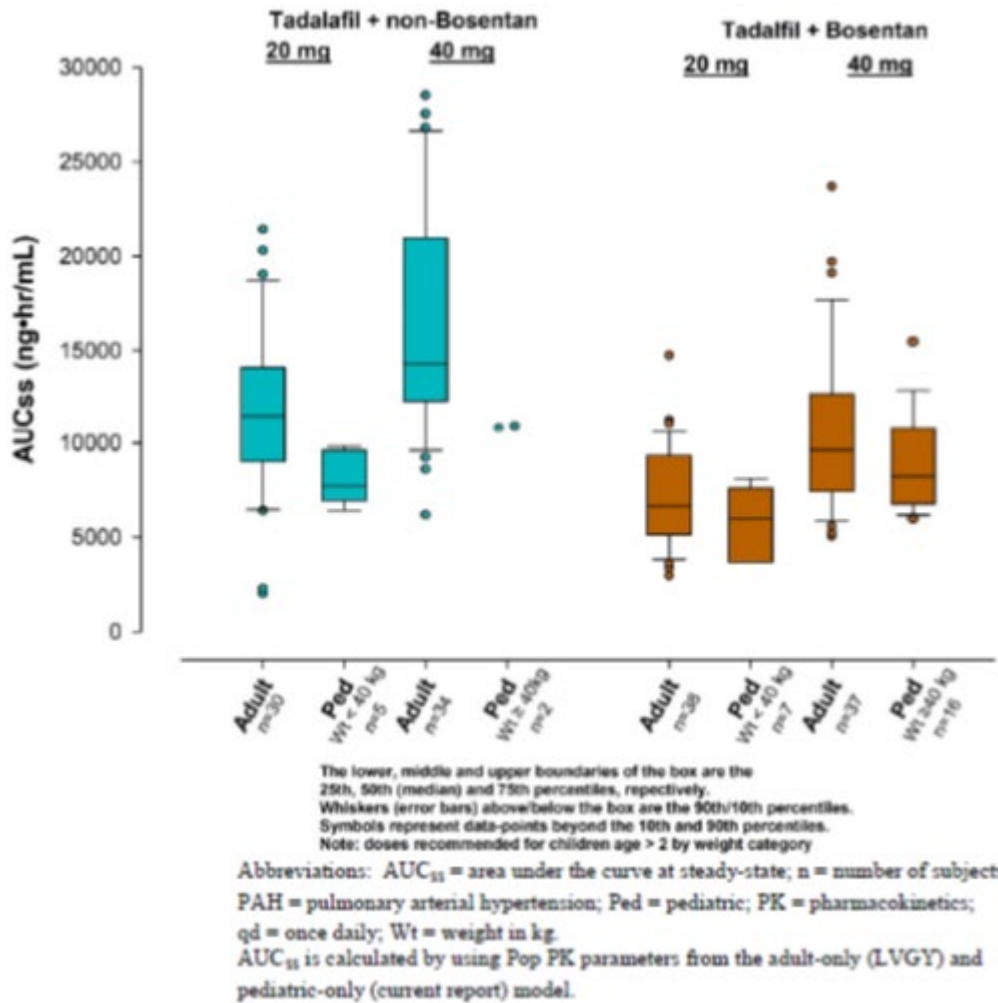 Tadalafil + non-Bosentan
20 mg 40 mg
Tadalfil + Bosentan
20 mg 40 mg
AUCss (ng•hr/mL)
30000
25000
20000
15000
10000
5000
0
Adult
n=30
Ped
Wt < 40 kg
n=5
Adult
n=34
Ped
Wt ≥ 40kg
n=2
Adult
n=38
Ped
Wt < 40 kg
n=7
Adult
n=37
Ped
Wt ≥40 kg
n=16
The lower, middle and upper boundaries of the box are the
25th, 50th (median) and 75th percentiles, repectively.
Whiskers (error bars) above/below the box are the 90th/10th percentiles.
Symbols represent data-points beyond the 10th and 90th percentiles.
Note: doses recommended for children age > 2 by weight category
Abbreviations: AUCss = area under the curve at steady-state; n = number of subjects
PAH = pulmonary arterial hypertension; Ped = pediatric; PK = pharmacokinetics;
qd = once daily; Wt = weight in kg.
AUCss is calculated by using Pop PK parameters from the adult-only (LVGY) and
pediatric-only (current report) model.